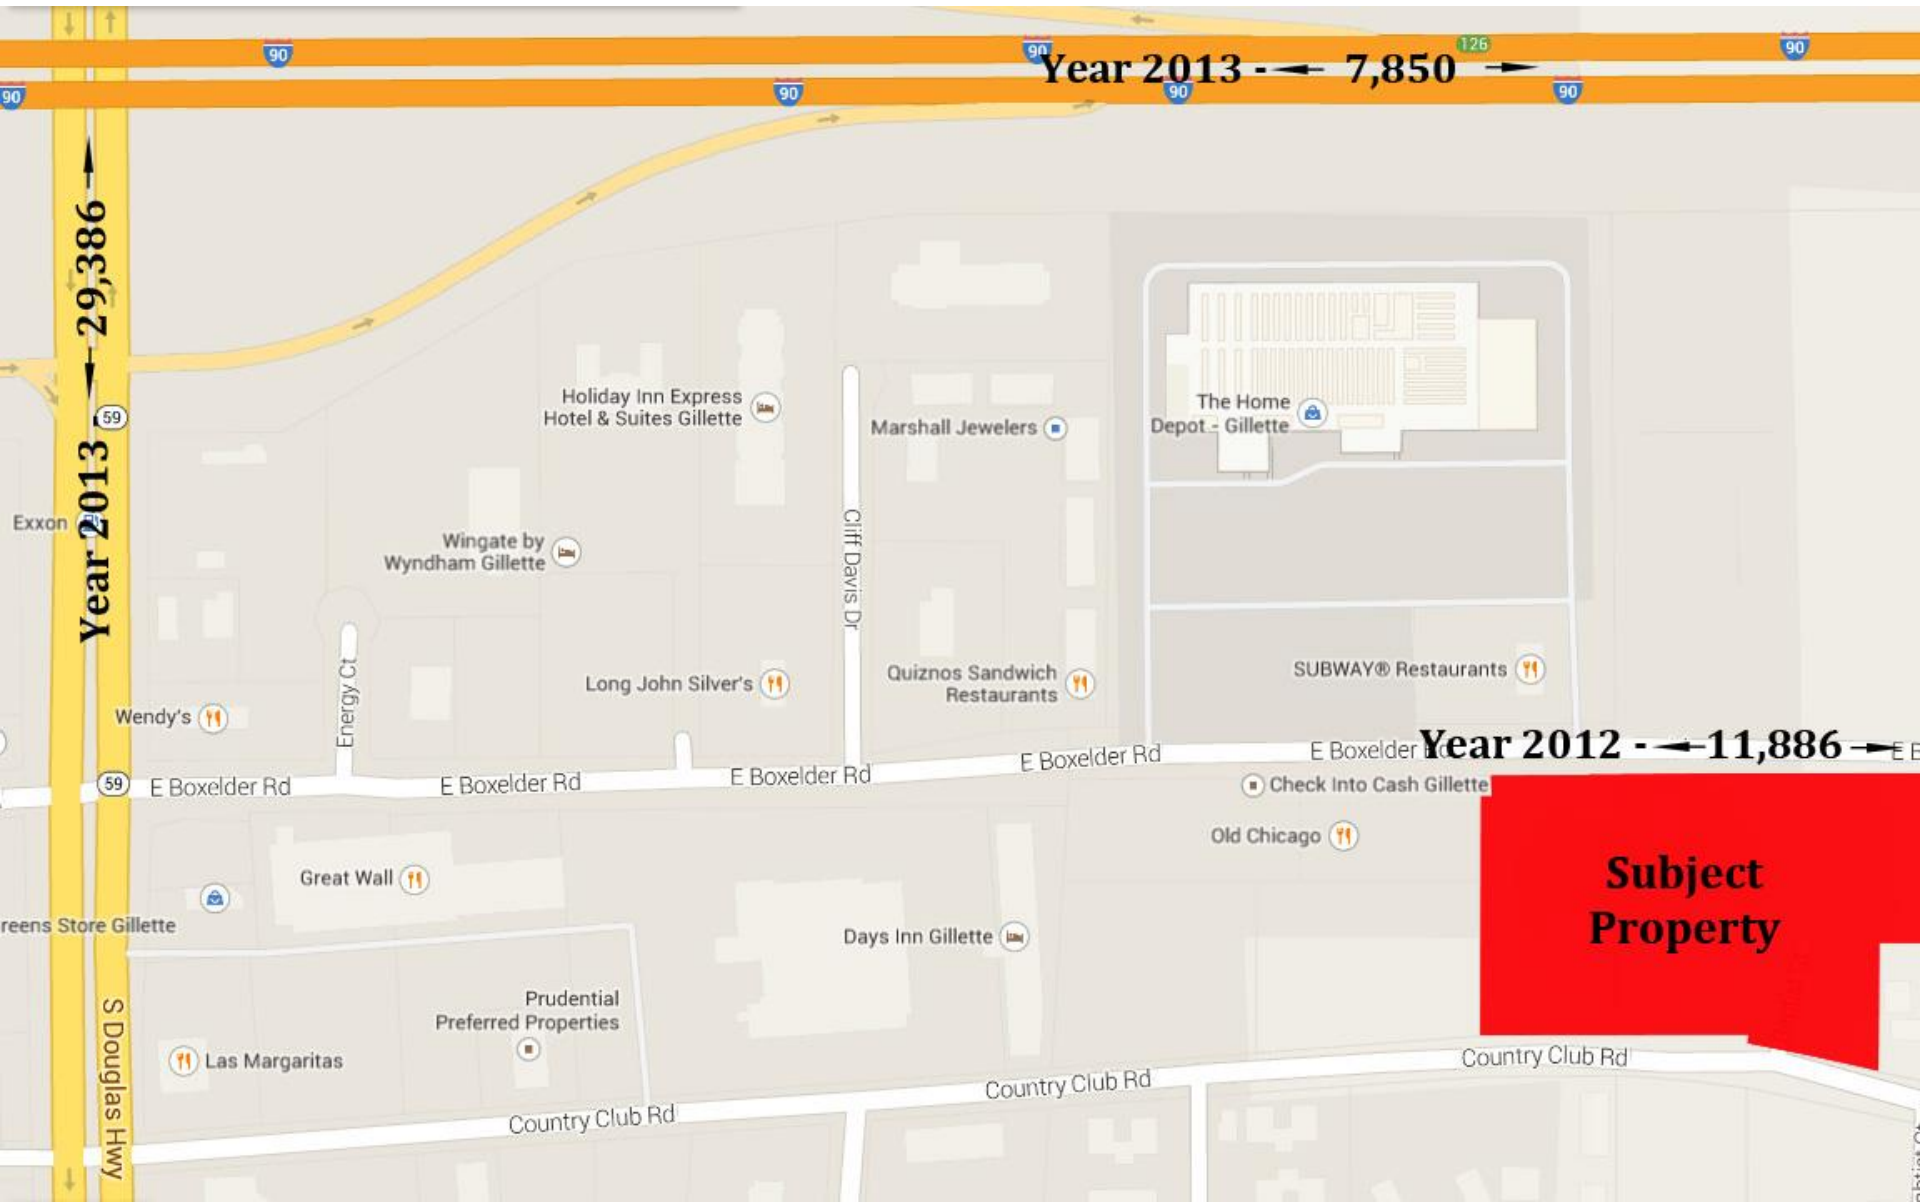 90
90
90
126
Year 2013 - 7,850
90
90
90
90
29,386
Year 2013 -
59
Holiday Inn Express
Hotel & Suites Gillette
Marshall Jewelers
The Home
Depot - Gillette
Exxon
Wingate by
Wyndham Gillette
Cliff Davis Dr
Energy Ct
Long John Silver's
Quiznos Sandwich
Restaurants
SUBWAY® Restaurants
Wendy's
59
E Boxelder Rd
E Boxelder Rd
E Boxelder Rd
E Boxelder Rd
E Boxelder Rd
Year 2012 - 11,886
E B
Check Into Cash Gillette
Old Chicago
Subject
Property
Great Wall
reens Store Gillette
Days Inn Gillette
Prudential
Preferred Properties
Las Margaritas
S Douglas Hwy
Country Club Rd
Country Club Rd
Country Club Rd